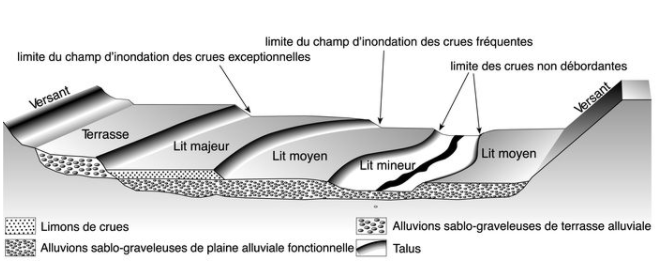 limite du champ d'inondation des crues fréquentes
limite du champ d'inondation des crues exceptionnelles
limite des crues non débordantes
Versant
Versant
Terrasse
Lit majeur
Lit moyen
Lit mineur
Lit moyen
Limons de crues
Alluvions sablo-graveleuses de terrasse alluviale
Alluvions sablo-graveleuses de plaine alluviale fonctionnelle
Talus